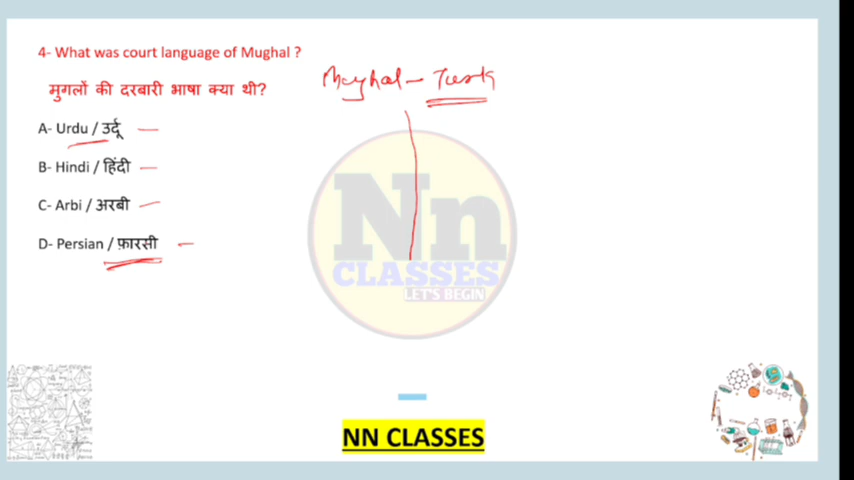 4- What was court language of Mughal ?
मुगलों की दरबारी भाषा क्या थी?
Mughal – Turk
A- Urdu / उर्दू
B- Hindi / हिंदी
C- Arbi / अरबी
D- Persian / फ़ारसी
Nn
CLASSES
LET'S BEGIN
NN CLASSES